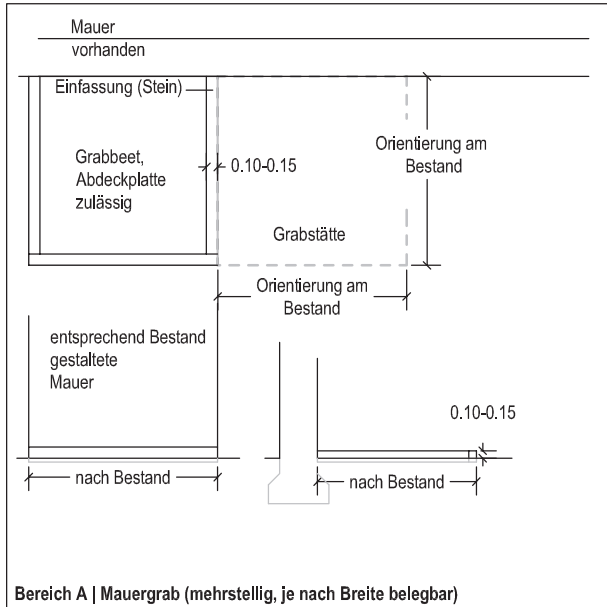 Mauer
vorhanden
Einfassung (Stein)
Grabbeet,
Abdeckplatte
zulässig
0.10-0.15
Orientierung am
Bestand
Grabstätte
Orientierung am
Bestand
entsprechend Bestand
gestaltete
Mauer
0.10-0.15
nach Bestand
nach Bestand
Bereich A | Mauergrab (mehrstellig, je nach Breite belegbar)